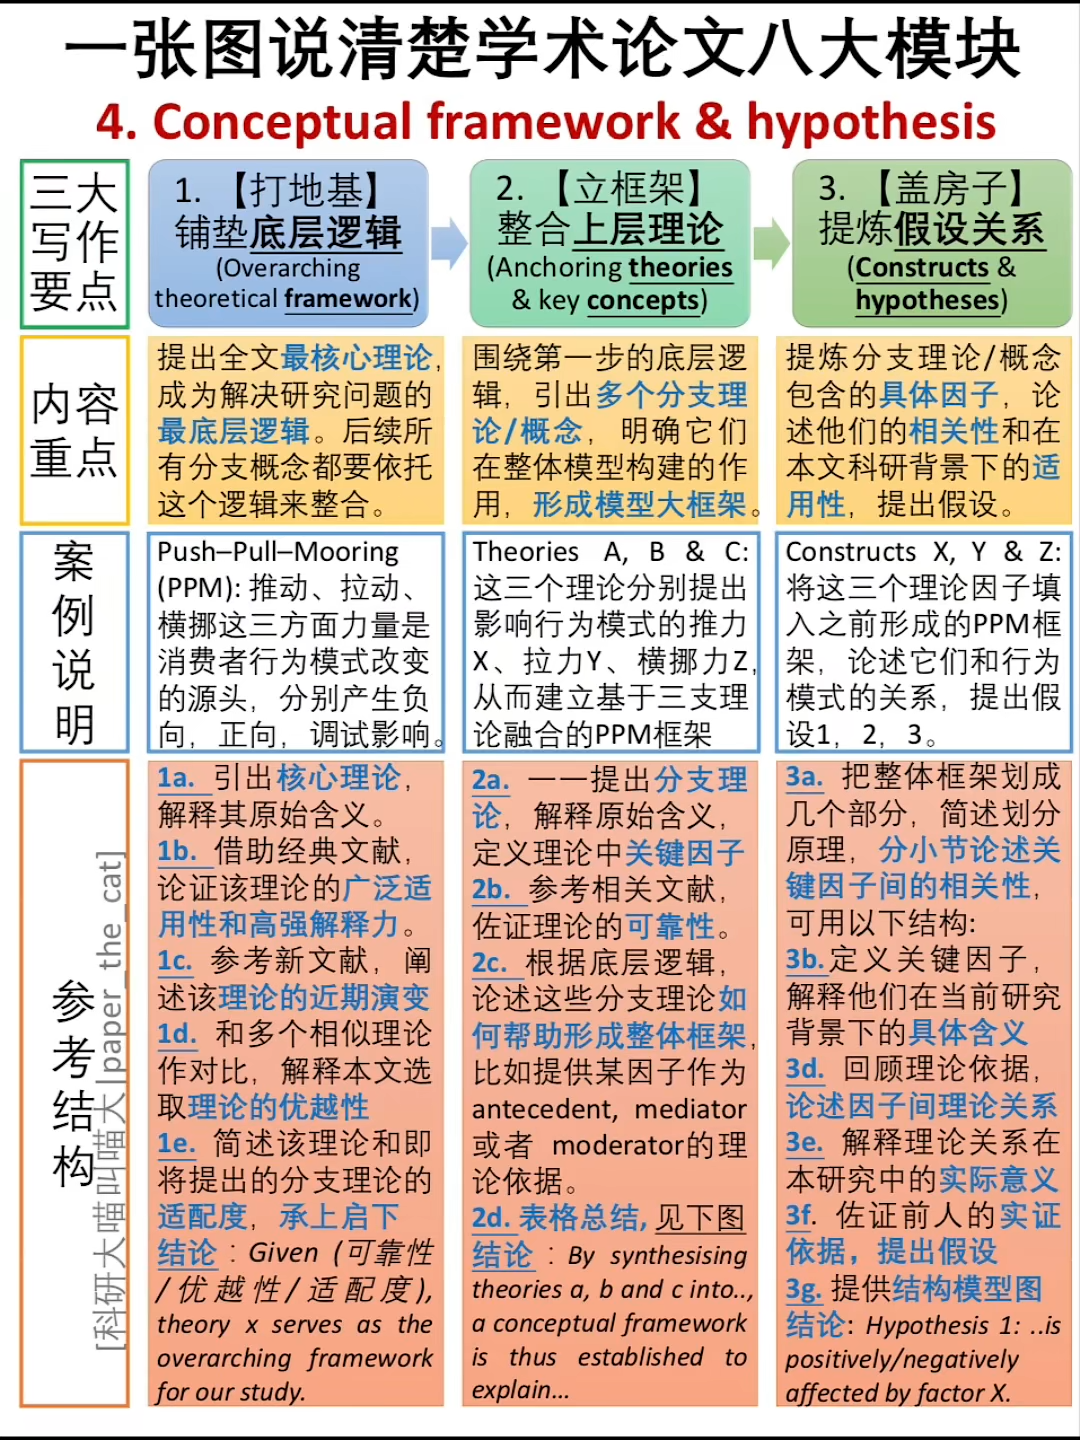 一张图说清楚学术论文八大模块
4. Conceptual framework & hypothesis
三大
写作
要点
1. 【打地基】
铺垫底层逻辑
(Overarching
theoretical framework)
2. 【立框架】
整合上层理论
(Anchoring theories
& key concepts)
3. 【盖房子】
提炼假设关系
(Constructs &
hypotheses)
内容
重点
提出全文最核心理论,
成为解决研究问题的
最底层逻辑。后续所
有分支概念都要依托
这个逻辑来整合。
围绕第一步的底层逻
辑，引出多个分支理
论/概念，明确它们
在整体模型构建的作
用，形成模型大框架。
提炼分支理论/概念
包含的具体因子，论
述他们的相关性和在
本文科研背景下的适
用性，提出假设。
案
例
说
明
Push–Pull–Mooring
(PPM): 推动、拉动、
横挪这三方面力量是
消费者行为模式改变
的源头，分别产生负
向，正向，调试影响。
Theories A, B & C:
这三个理论分别提出
影响行为模式的推力
X、拉力Y、横挪力Z,
从而建立基于三支理
论融合的PPM框架
Constructs X, Y & Z:
将这三个理论因子填
入之前形成的PPM框
架，论述它们和行为
模式的关系，提出假
设1，2，3。
参
考
结
构
[科研大喵叫喵大|paper_the_cat]
1a. 引出核心理论，
解释其原始含义。
1b. 借助经典文献，
论证该理论的广泛适
用性和高强解释力。
1c. 参考新文献，阐
述该理论的近期演变
1d. 和多个相似理论
作对比，解释本文选
取理论的优越性
1e. 简述该理论和即
将提出的分支理论的
适配度，承上启下
结论：Given (可靠性
/优越性/适配度),
theory x serves as the
overarching framework
for our study.
2a. 一一提出分支理
论，解释原始含义，
定义理论中关键因子
2b. 参考相关文献，
佐证理论的可靠性。
2c. 根据底层逻辑，
论述这些分支理论如
何帮助形成整体框架，
比如提供某因子作为
antecedent, mediator
或者 moderator的理
论依据。
2d. 表格总结, 见下图
结论：By synthesising
theories a, b and c into..,
a conceptual framework
is thus established to
explain...
3a. 把整体框架划成
几个部分，简述划分
原理，分小节论述关
键因子间的相关性，
可用以下结构:
3b.定义关键因子，
解释他们在当前研究
背景下的具体含义
3d. 回顾理论依据，
论述因子间理论关系
3e. 解释理论关系在
本研究中的实际意义
3f. 佐证前人的实证
依据，提出假设
3g. 提供结构模型图
结论: Hypothesis 1: ..is
positively/negatively
affected by factor X.